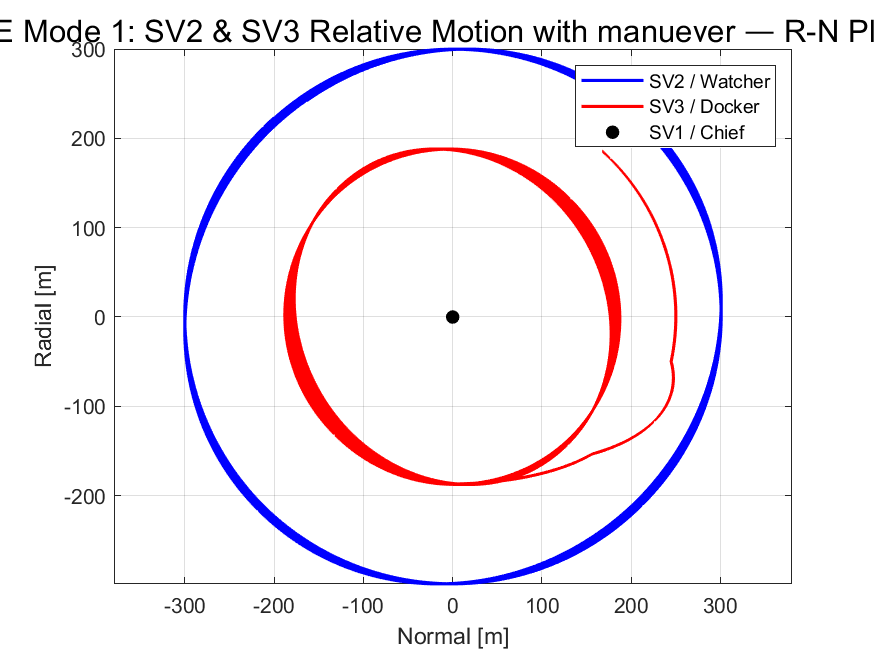 E Mode 1: SV2 & SV3 Relative Motion with manuever — R-N Pl
300
SV2 / Watcher
SV3 / Docker
SV1 / Chief
200
100
0
-100
-200
Radial [m]
-300 -200 -100 0 100 200 300
Normal [m]